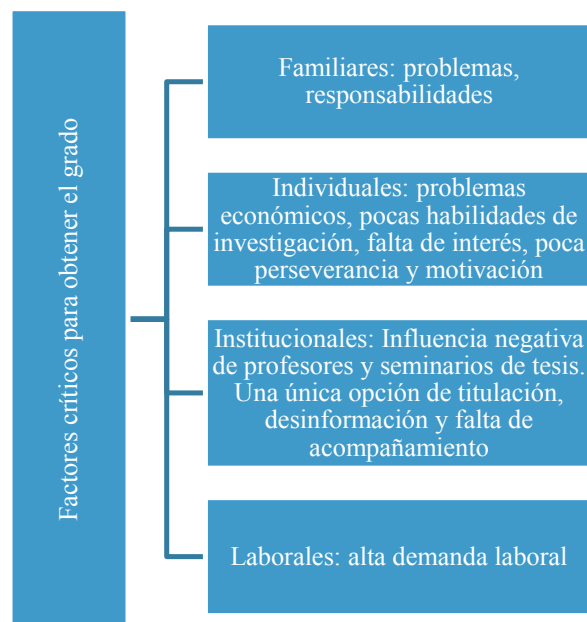 Factores críticos para obtener el grado
Familiares: problemas,
responsabilidades
Individuales: problemas
económicos, pocas habilidades de
investigación, falta de interés, poca
perseverancia y motivación
Institucionales: Influencia negativa
de profesores y seminarios de tesis.
Una única opción de titulación,
desinformación y falta de
acompañamiento
Laborales: alta demanda laboral